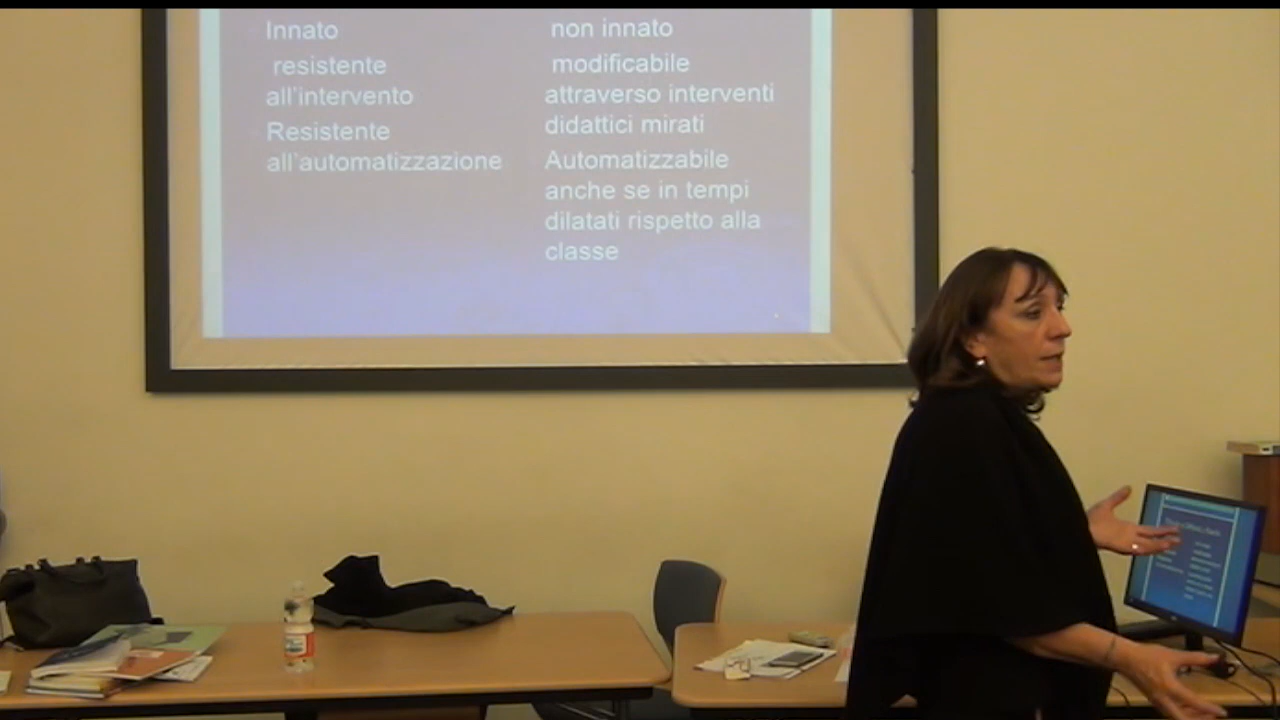 Innato
resistente
all'intervento
Resistente
all'automatizzazione
non innato
modificabile
attraverso interventi
didattici mirati
Automatizzabile
anche se in tempi
dilatati rispetto alla
classe